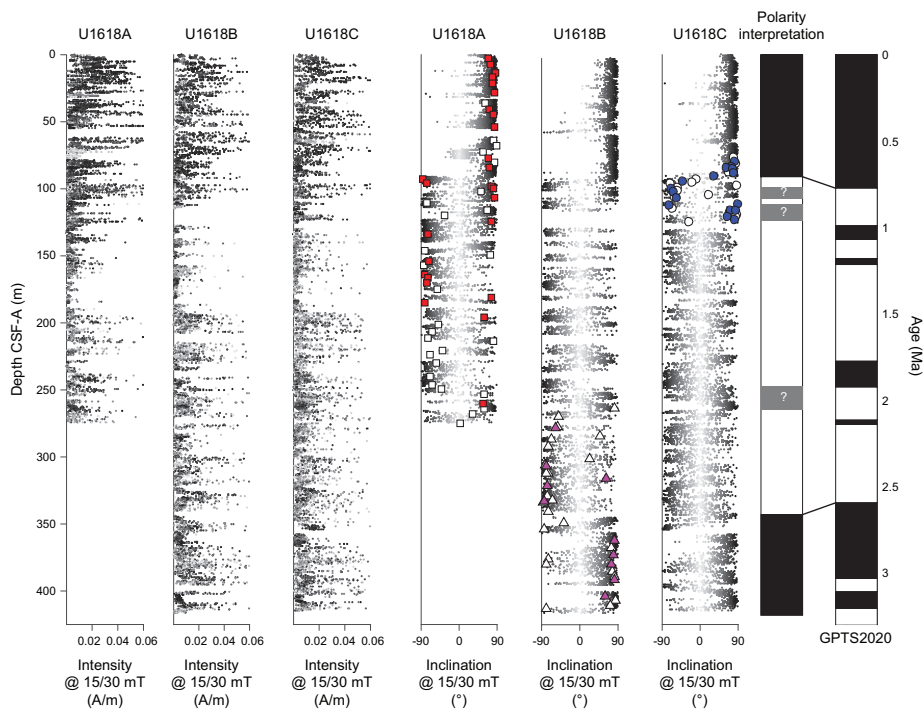 U1618A
U1618B
U1618C
U1618A
U1618B
U1618C
Polarity
interpretation
0
50
100
150
200
250
300
350
400
Depth CSF-A (m)
0.02 0.04 0.06
Intensity
@ 15/30 mT
(A/m)
0.02 0.04 0.06
Intensity
@ 15/30 mT
(A/m)
0.02 0.04 0.06
Intensity
@ 15/30 mT
(A/m)
-90 0 90
Inclination
@ 15/30 mT
(°)
-90 0 90
Inclination
@ 15/30 mT
(°)
-90 0 90
Inclination
@ 15/30 mT
(°)
?
?
?
0
0.5
1
1.5
2
2.5
3
Age (Ma)
GPTS2020